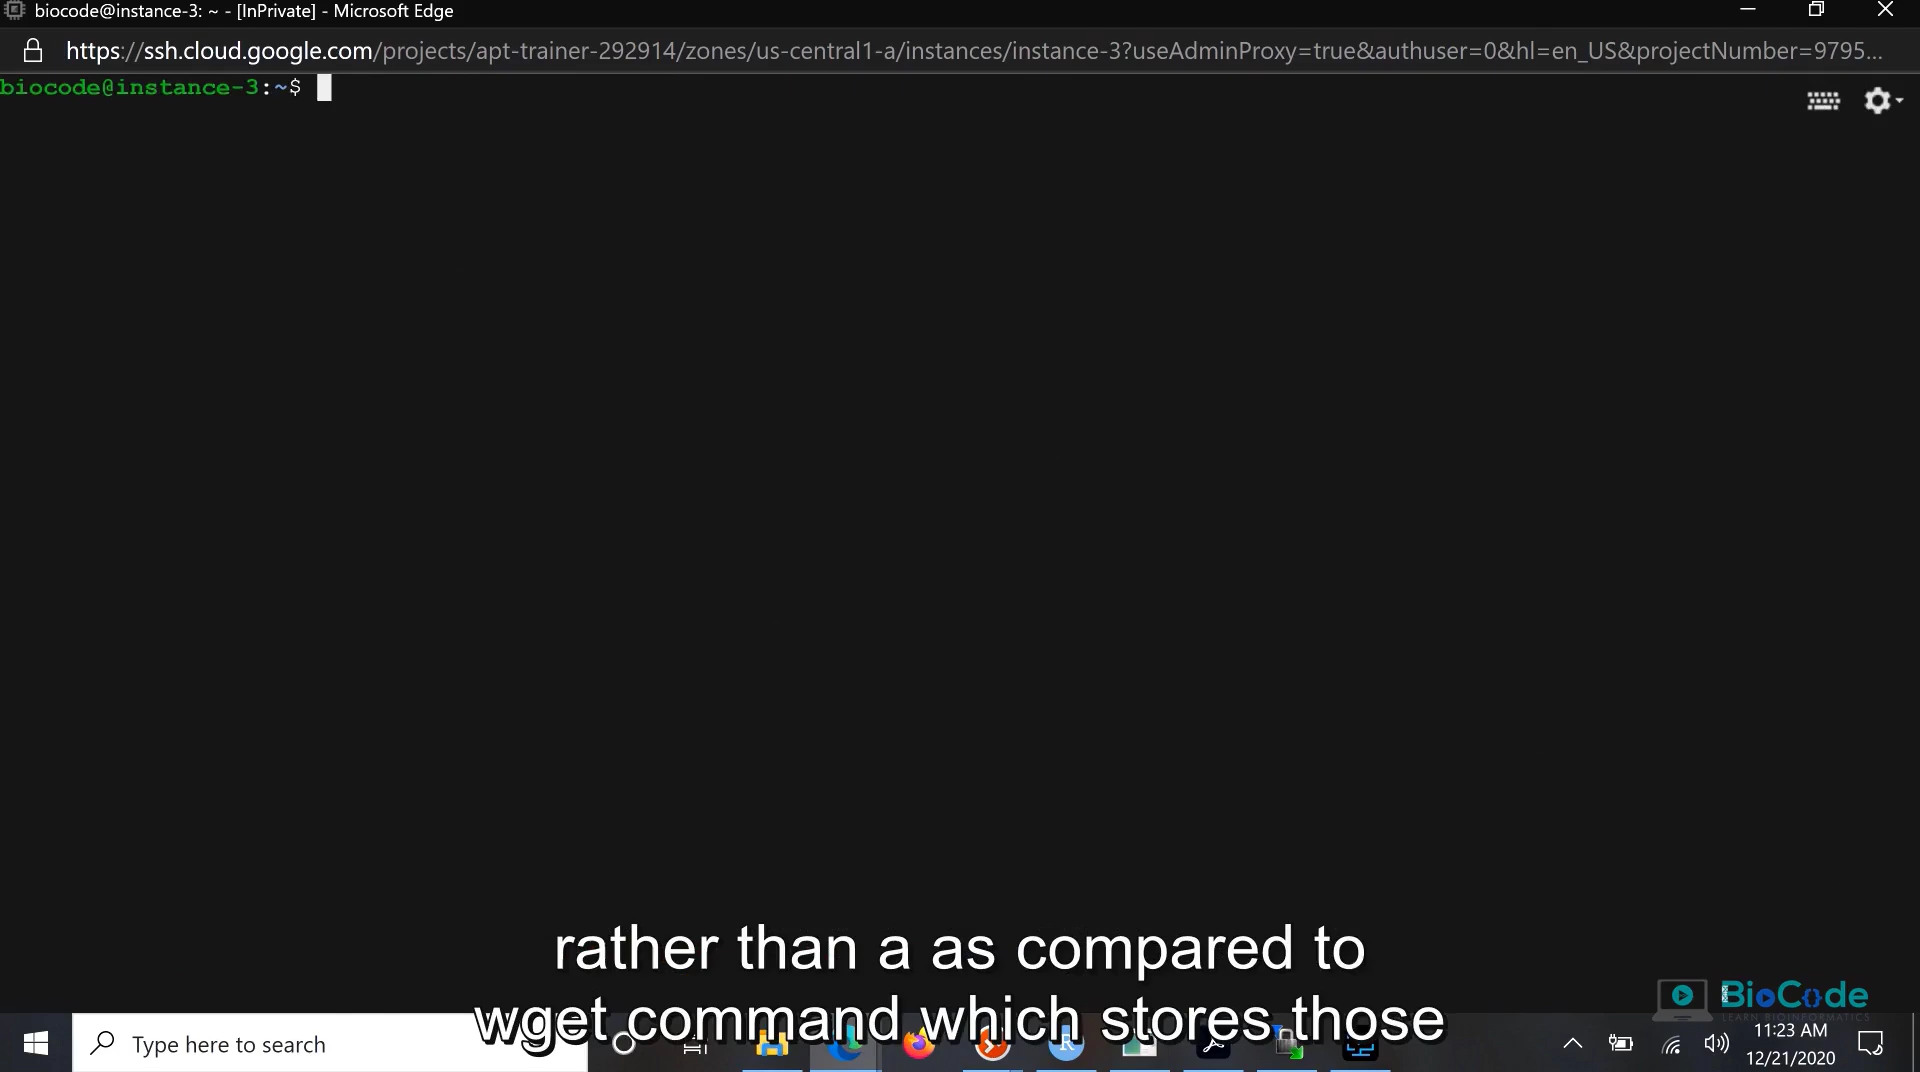 biocode@instance-3: ~ - [InPrivate] - Microsoft Edge
https://ssh.cloud.google.com/projects/apt-trainer-292914/zones/us-central1-a/instances/instance-3?useAdminProxy=true&authuser=0&hl=en_US&projectNumber=9795...
biocode@instance-3:~$
rather than a as compared to
wget command which stores those
BioCode
LEARN BIOINFORMATICS
Type here to search
11:23 AM
12/21/2020